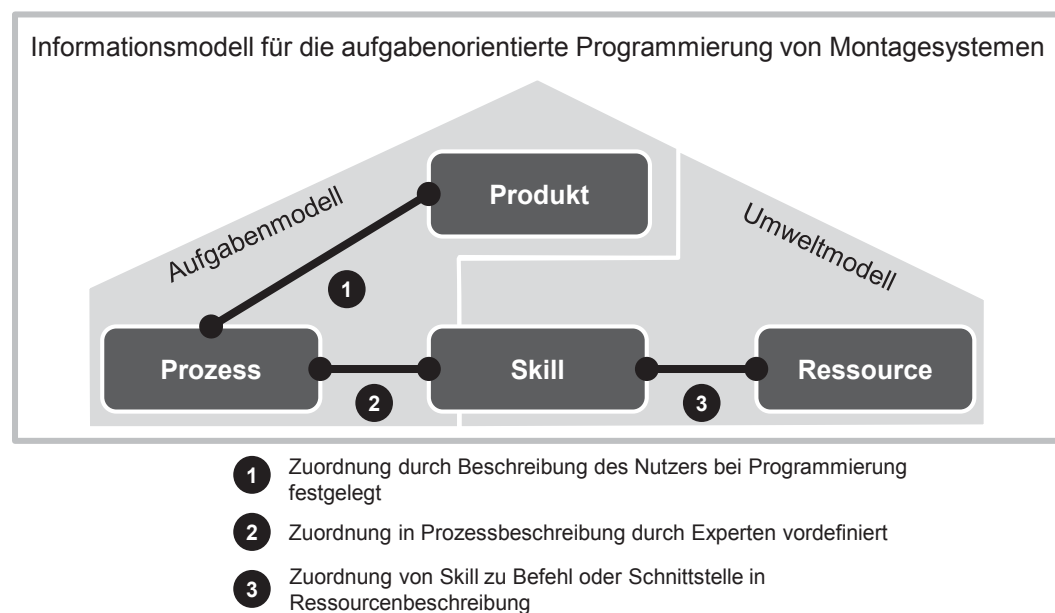 Informationsmodell für die aufgabenorientierte Programmierung von Montagesystemen
Aufgabenmodell
Produkt
Umweltmodell
1
Prozess
Skill
Ressource
2
3
1 Zuordnung durch Beschreibung des Nutzers bei Programmierung
festgelegt
2 Zuordnung in Prozessbeschreibung durch Experten vordefiniert
3 Zuordnung von Skill zu Befehl oder Schnittstelle in
Ressourcenbeschreibung